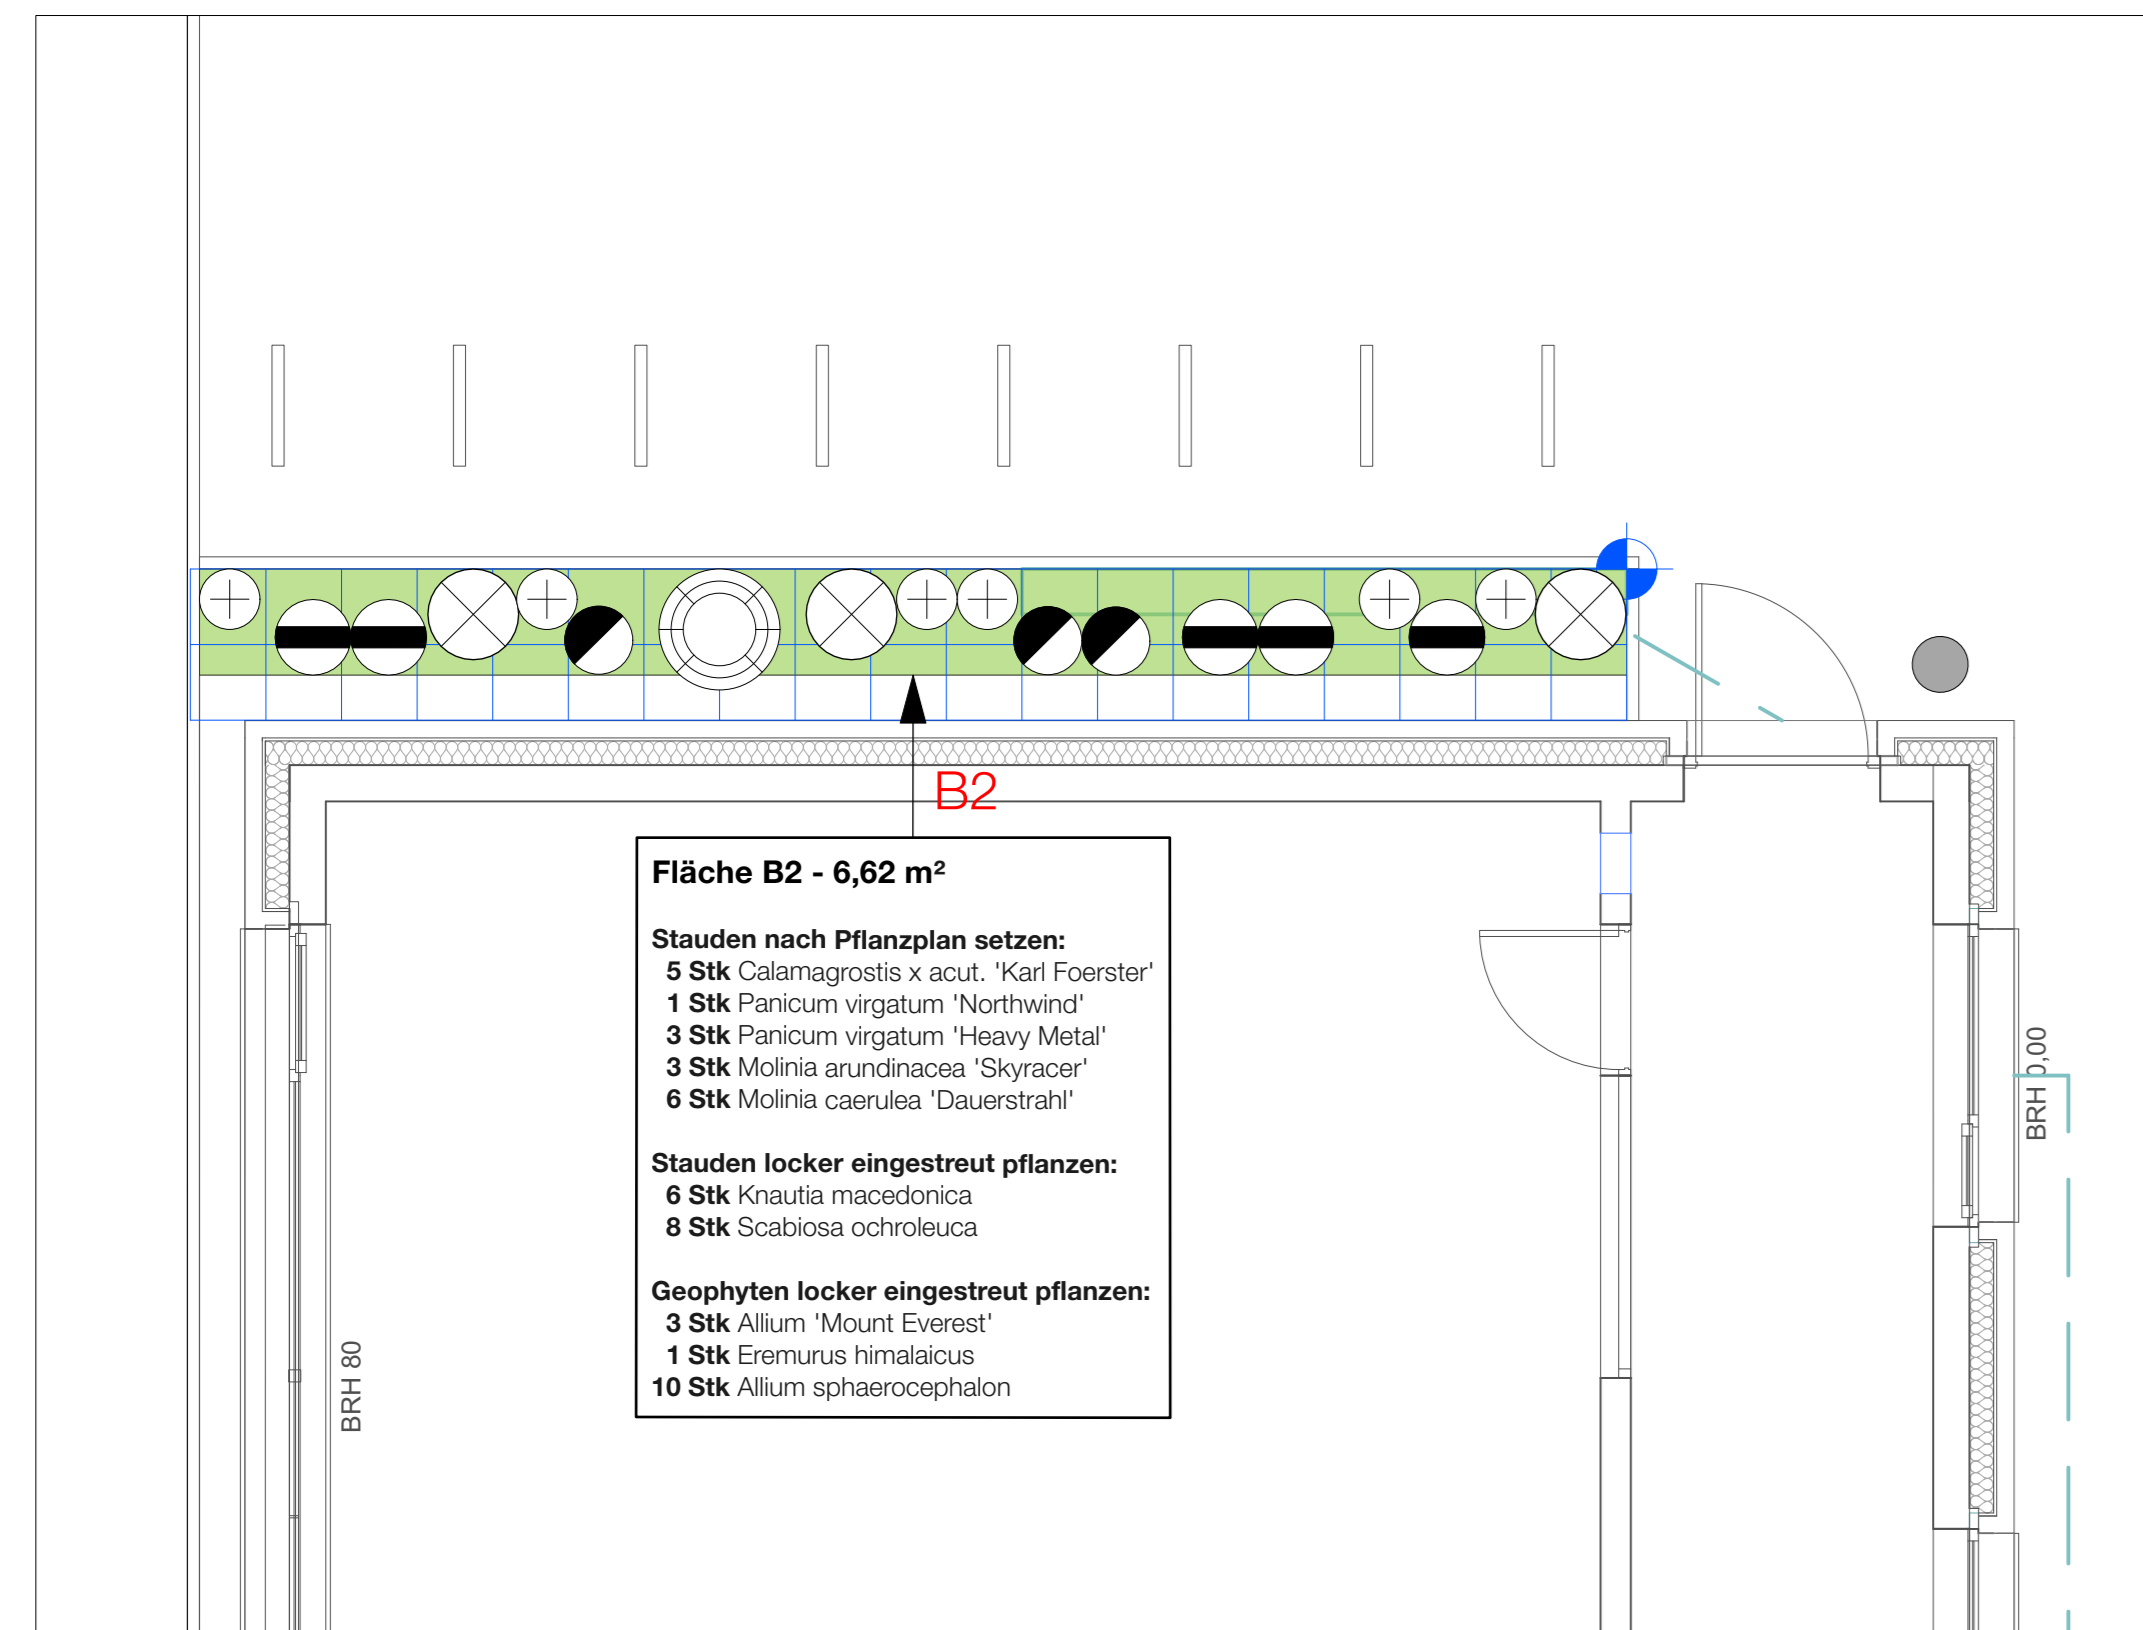 B2
Fläche B2 - 6,62 m²
Stauden nach Pflanzplan setzen:
5 Stk Calamagrostis x acut. 'Karl Foerster'
1 Stk Panicum virgatum 'Northwind'
3 Stk Panicum virgatum 'Heavy Metal'
3 Stk Molinia arundinacea 'Skyracer'
6 Stk Molinia caerulea 'Dauerstrahl'
Stauden locker eingestreut pflanzen:
6 Stk Knautia macedonica
8 Stk Scabiosa ochroleuca
Geophyten locker eingestreut pflanzen:
3 Stk Allium 'Mount Everest'
1 Stk Eremurus himalaicus
10 Stk Allium sphaerocephalon
BRH 80
BRH 0,00